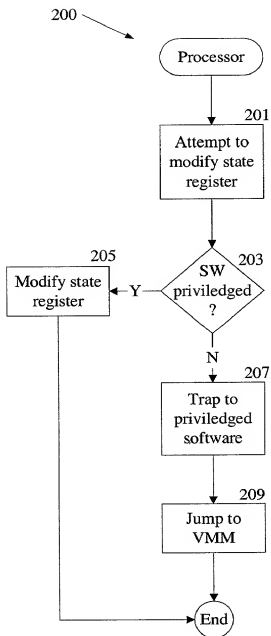 200
Processor
201
Attempt to
modify state
register
203
SW
priviledged
?
205
Modify state
register
Y
N
207
Trap to
priviledged
software
209
Jump to
VMM
End